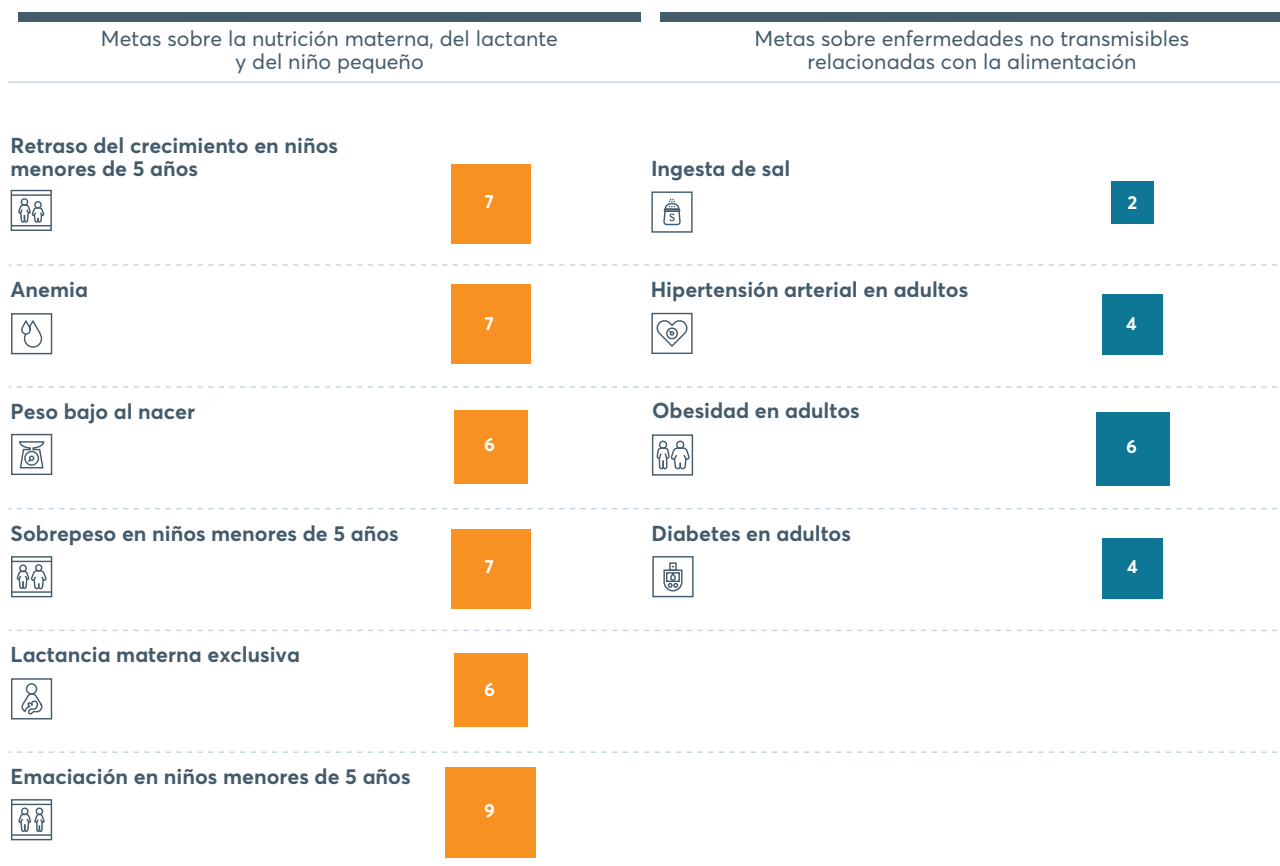 Metas sobre la nutrición materna, del lactante
y del niño pequeño
Retraso del crecimiento en niños
menores de 5 años
7
Anemia
7
Peso bajo al nacer
6
Sobrepeso en niños menores de 5 años
7
Lactancia materna exclusiva
6
Emaciación en niños menores de 5 años
9
Metas sobre enfermedades no transmisibles
relacionadas con la alimentación
Ingesta de sal
S
2
Hipertensión arterial en adultos
4
Obesidad en adultos
6
Diabetes en adultos
4